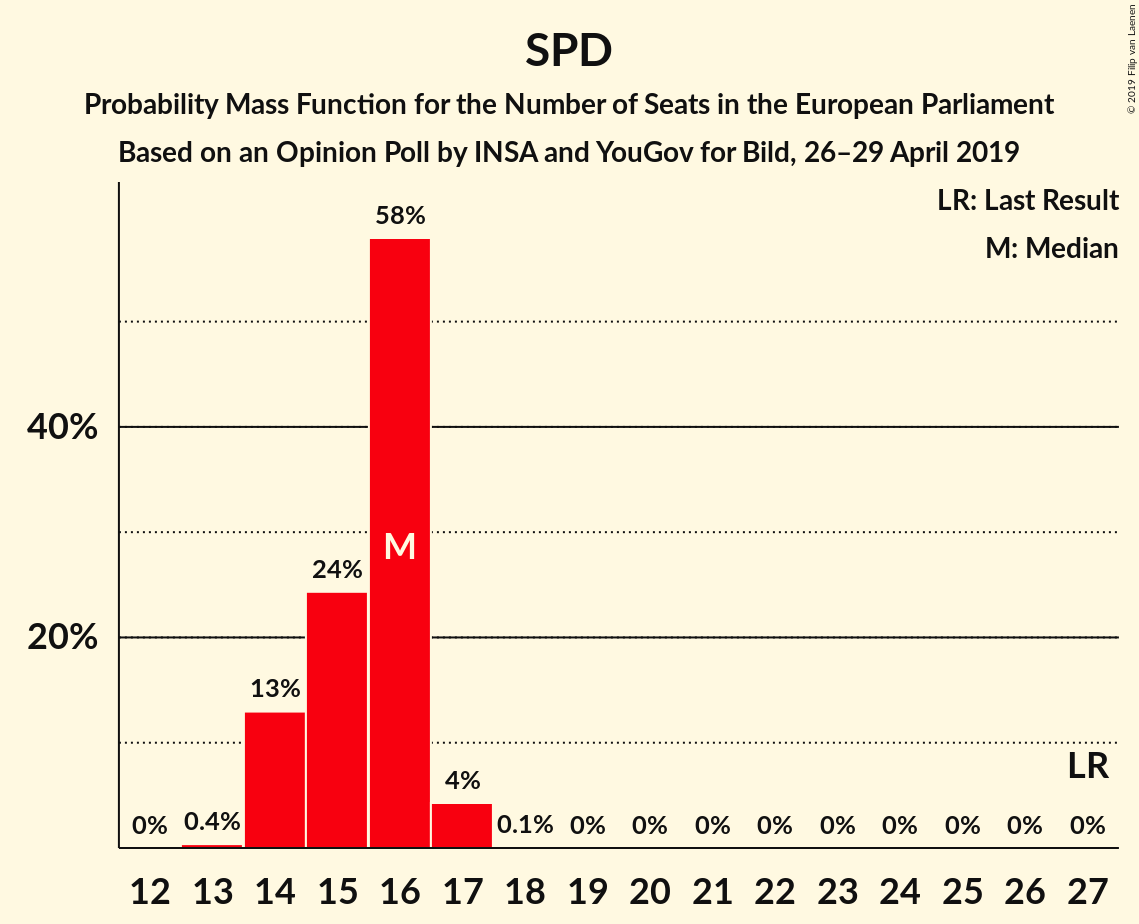 SPD
Probability Mass Function for the Number of Seats in the European Parliament
Based on an Opinion Poll by INSA and YouGov for Bild, 26–29 April 2019
© 2019 Filip van Laenen
LR: Last Result
M: Median
58%
40%
M
24%
20%
13%
LR
4%
0% 0.4% 0.1% 0% 0% 0% 0% 0% 0% 0% 0% 0%
12 13 14 15 16 17 18 19 20 21 22 23 24 25 26 27